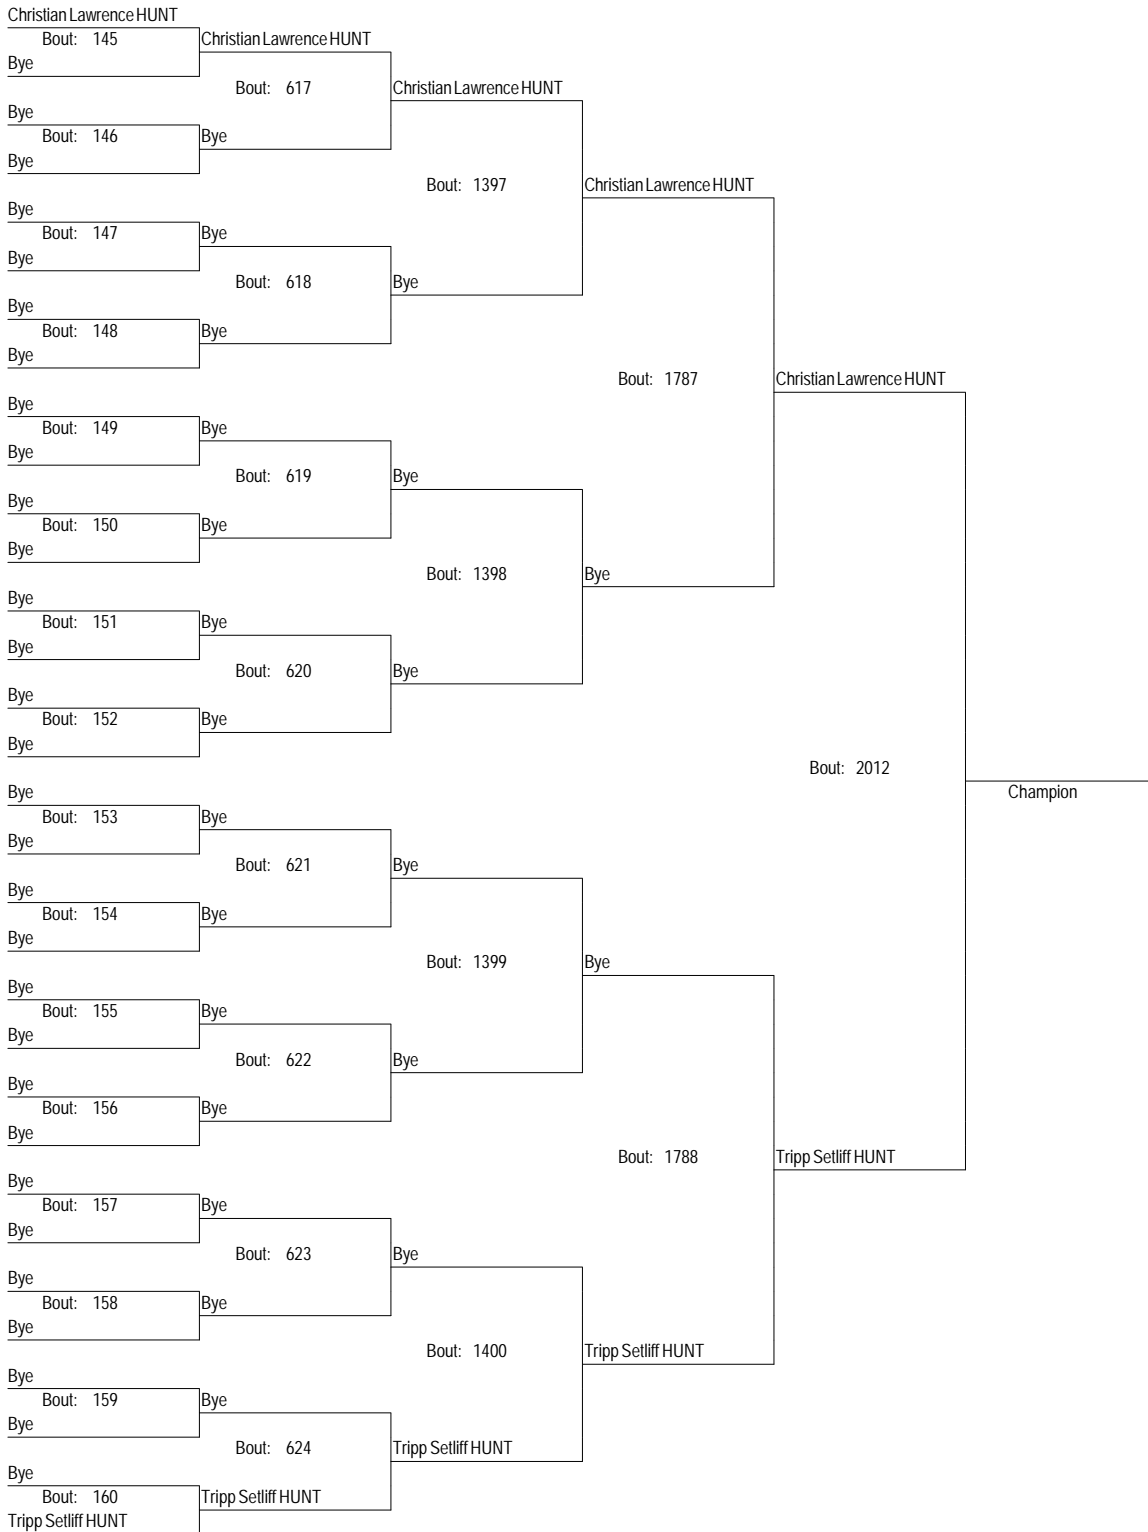 Christian Lawrence HUNT
Bout: 145
Christian Lawrence HUNT
Bye
Bout: 617
Christian Lawrence HUNT
Bye
Bout: 146
Bye
Bye
Bout: 1397
Christian Lawrence HUNT
Bye
Bout: 147
Bye
Bye
Bout: 618
Bye
Bye
Bout: 148
Bye
Bye
Bout: 1787
Christian Lawrence HUNT
Bye
Bout: 149
Bye
Bye
Bout: 619
Bye
Bye
Bout: 150
Bye
Bye
Bout: 1398
Bye
Bye
Bout: 151
Bye
Bye
Bout: 620
Bye
Bye
Bout: 152
Bye
Bye
Bout: 2012
Champion
Bye
Bout: 153
Bye
Bye
Bout: 621
Bye
Bye
Bout: 154
Bye
Bye
Bout: 1399
Bye
Bye
Bout: 155
Bye
Bye
Bout: 622
Bye
Bye
Bout: 156
Bye
Bye
Bout: 1788
Tripp Setliff HUNT
Bye
Bout: 157
Bye
Bye
Bout: 623
Bye
Bye
Bout: 158
Bye
Bye
Bout: 1400
Tripp Setliff HUNT
Bye
Bout: 159
Bye
Bye
Bout: 624
Tripp Setliff HUNT
Bye
Bout: 160
Tripp Setliff HUNT
Tripp Setliff HUNT